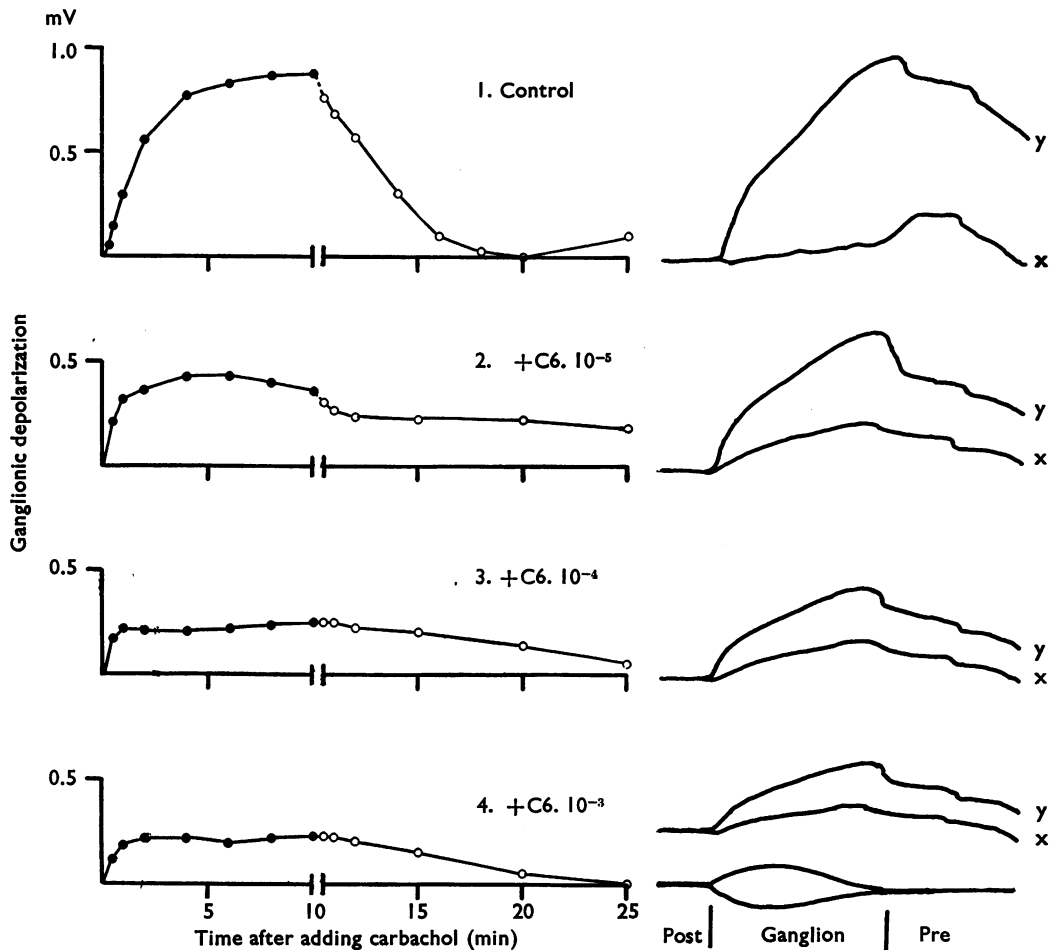 mV
1.0
0.5
1. Control
y
x
Ganglionic depolarization
0.5
2. +C6. 10⁻⁵
y
x
0.5
3. +C6. 10⁻⁴
y
x
0.5
4. +C6. 10⁻³
y
x
5 10 15 20 25
Time after adding carbachol (min)
Post Ganglion Pre